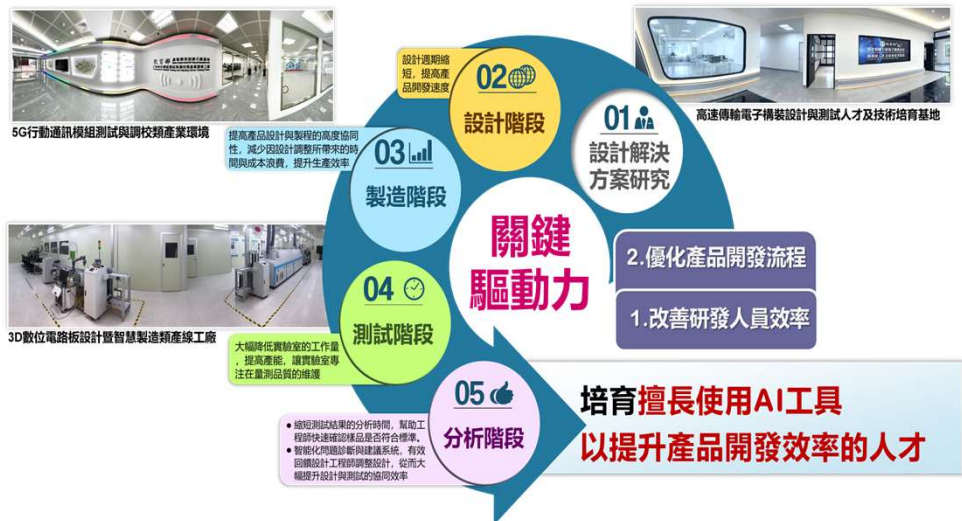 5G行動通訊模組測試與調校類產業環境
高速傳輸電子構裝設計與測試人才及技術培育基地
3D數位電路板設計暨智慧製造類產線工廠
關鍵
驅動力
01
設計解決
方案研究
02
設計階段
設計週期縮
短，提高產
品開發速度
03
製造階段
提高產品設計與製程的高度協同
性，減少因設計調整所帶來的時
間與成本浪費，提升生產效率
04
測試階段
大幅降低實驗室的工作量
，提高產能，讓實驗室專
注在量測品質的維護
05
分析階段
● 縮短測試結果的分析時間，幫助工
程師快速確認樣品是否符合標準。
● 智能化問題診斷與建議系統，有效
回饋設計工程師調整設計，從而大
幅提升設計與測試的協同效率
2.優化產品開發流程
1.改善研發人員效率
培育擅長使用AI工具
以提升產品開發效率的人才